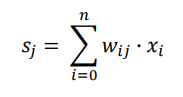 s_j = \sum_{i=0}^{n} w_{ij} \cdot x_i